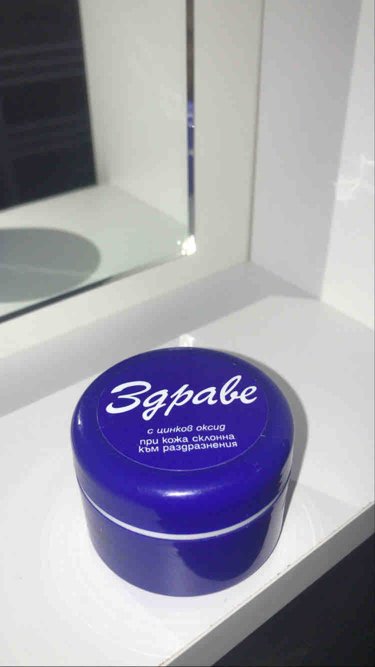 Здраве
с цинков оксид
при кожа склонна
към раздразнения